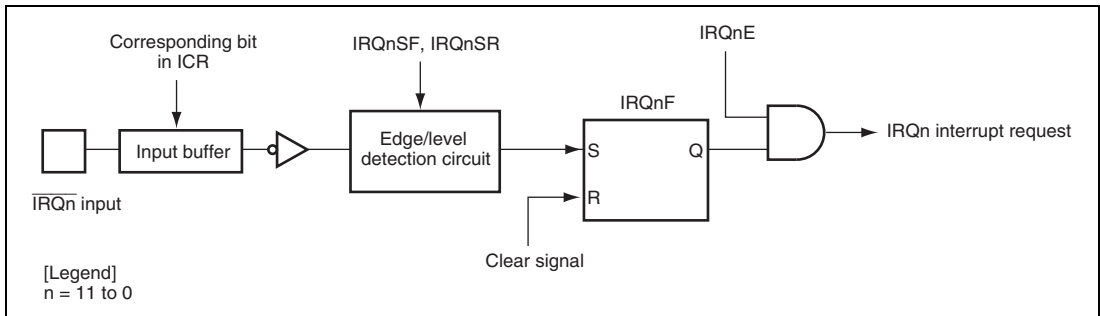 Corresponding bit
in ICR
IRQnSF, IRQnSR
IRQnE
IRQnF
Input buffer
Edge/level
detection circuit
S
Q
R
IRQn interrupt request
IRQn input
Clear signal
[Legend]
n = 11 to 0